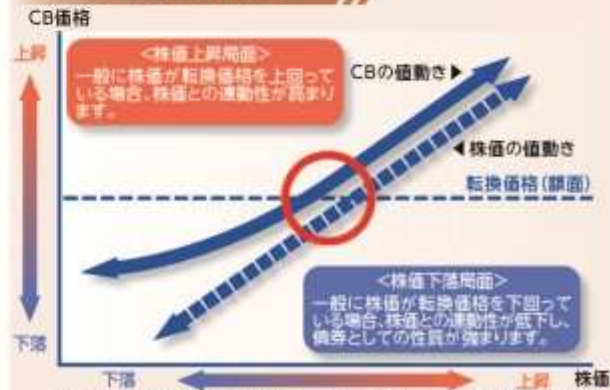 CB価格
上昇
<株価上昇局面>
一般に株価が転換価格を上回って
いる場合、株価との連動性が高まり
ます。
CBの値動き▶
◀株価の値動き
転換価格(額面)
<株価下落局面>
一般に株価が転換価格を下回って
いる場合、株価との連動性が低下し、
債券としての性質が強まります。
下落
下落
上昇
株価